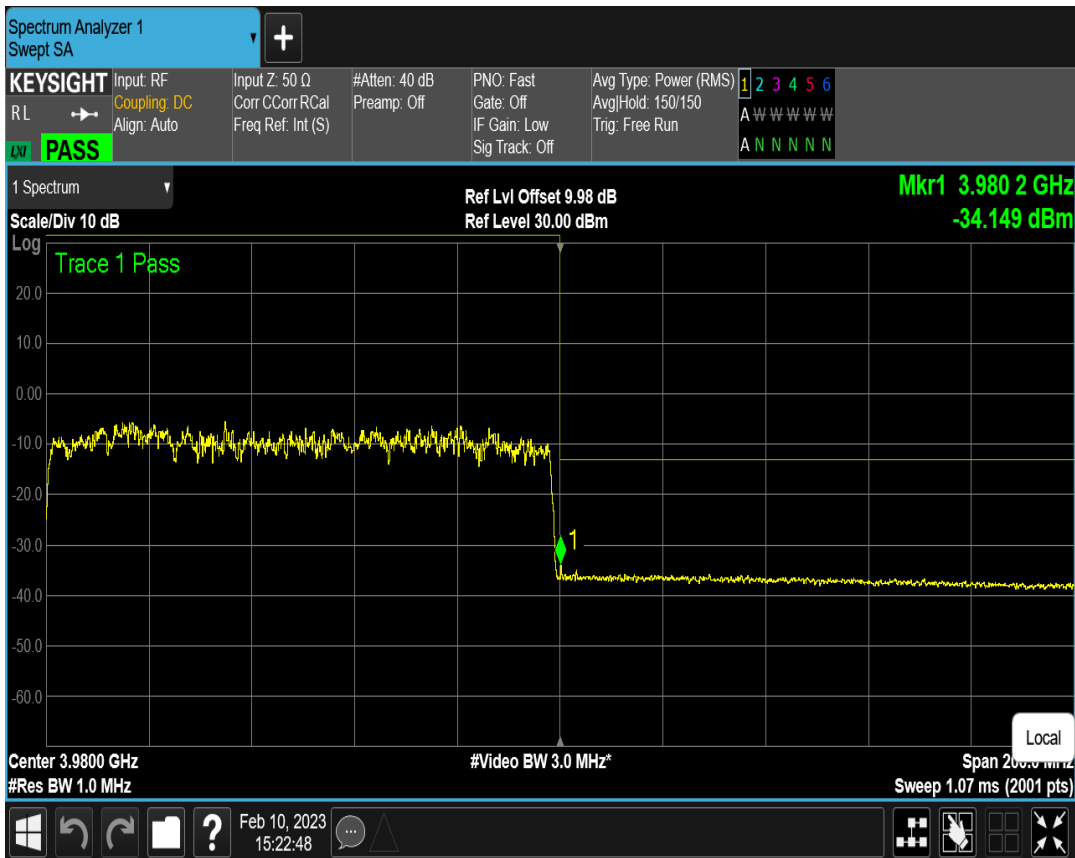 Spectrum Analyzer 1
Swept SA
KEYSIGHT
RL
LXI PASS
Input: RF
Coupling: DC
Align: Auto
Input Z: 50 Ω
Corr CCorr RCal
Freq Ref: Int (S)
#Atten: 40 dB
Preamp: Off
PNO: Fast
Gate: Off
IF Gain: Low
Sig Track: Off
Avg Type: Power (RMS)
Avg|Hold: 150/150
Trig: Free Run
1 2 3 4 5 6
A W W W W W
A N N N N N
1 Spectrum
Scale/Div 10 dB
Ref Lvl Offset 9.98 dB
Ref Level 30.00 dBm
Mkr1 3.980 2 GHz
-34.149 dBm
Log
Trace 1 Pass
20.0
10.0
0.00
-10.0
-20.0
-30.0
1
-40.0
-50.0
-60.0
Local
Center 3.9800 GHz
#Video BW 3.0 MHz*
Span 200.0 MHz
#Res BW 1.0 MHz
Sweep 1.07 ms (2001 pts)
?
Feb 10, 2023
15:22:48